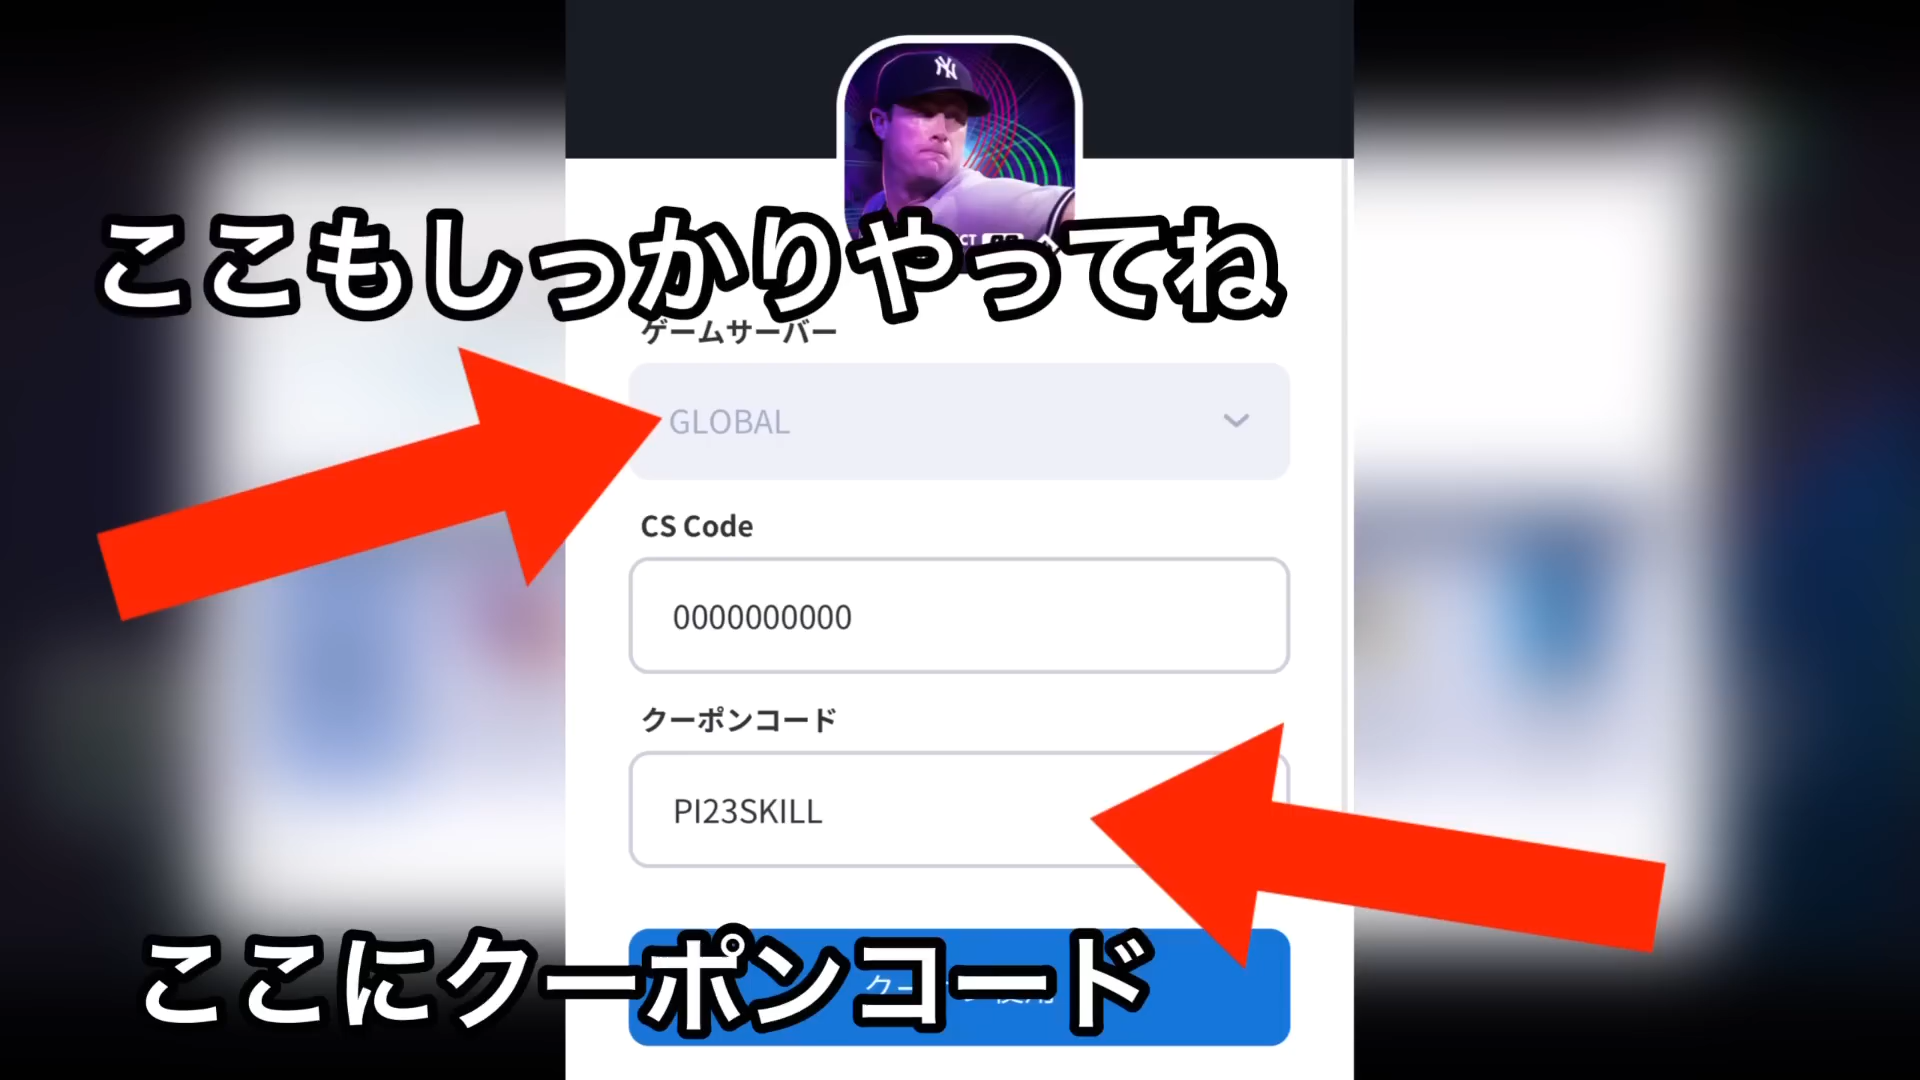 ここもしっかりやってね
ゲームサーバー
GLOBAL
CS Code
0000000000
クーポンコード
PI23SKILL
ここにクーポンコード